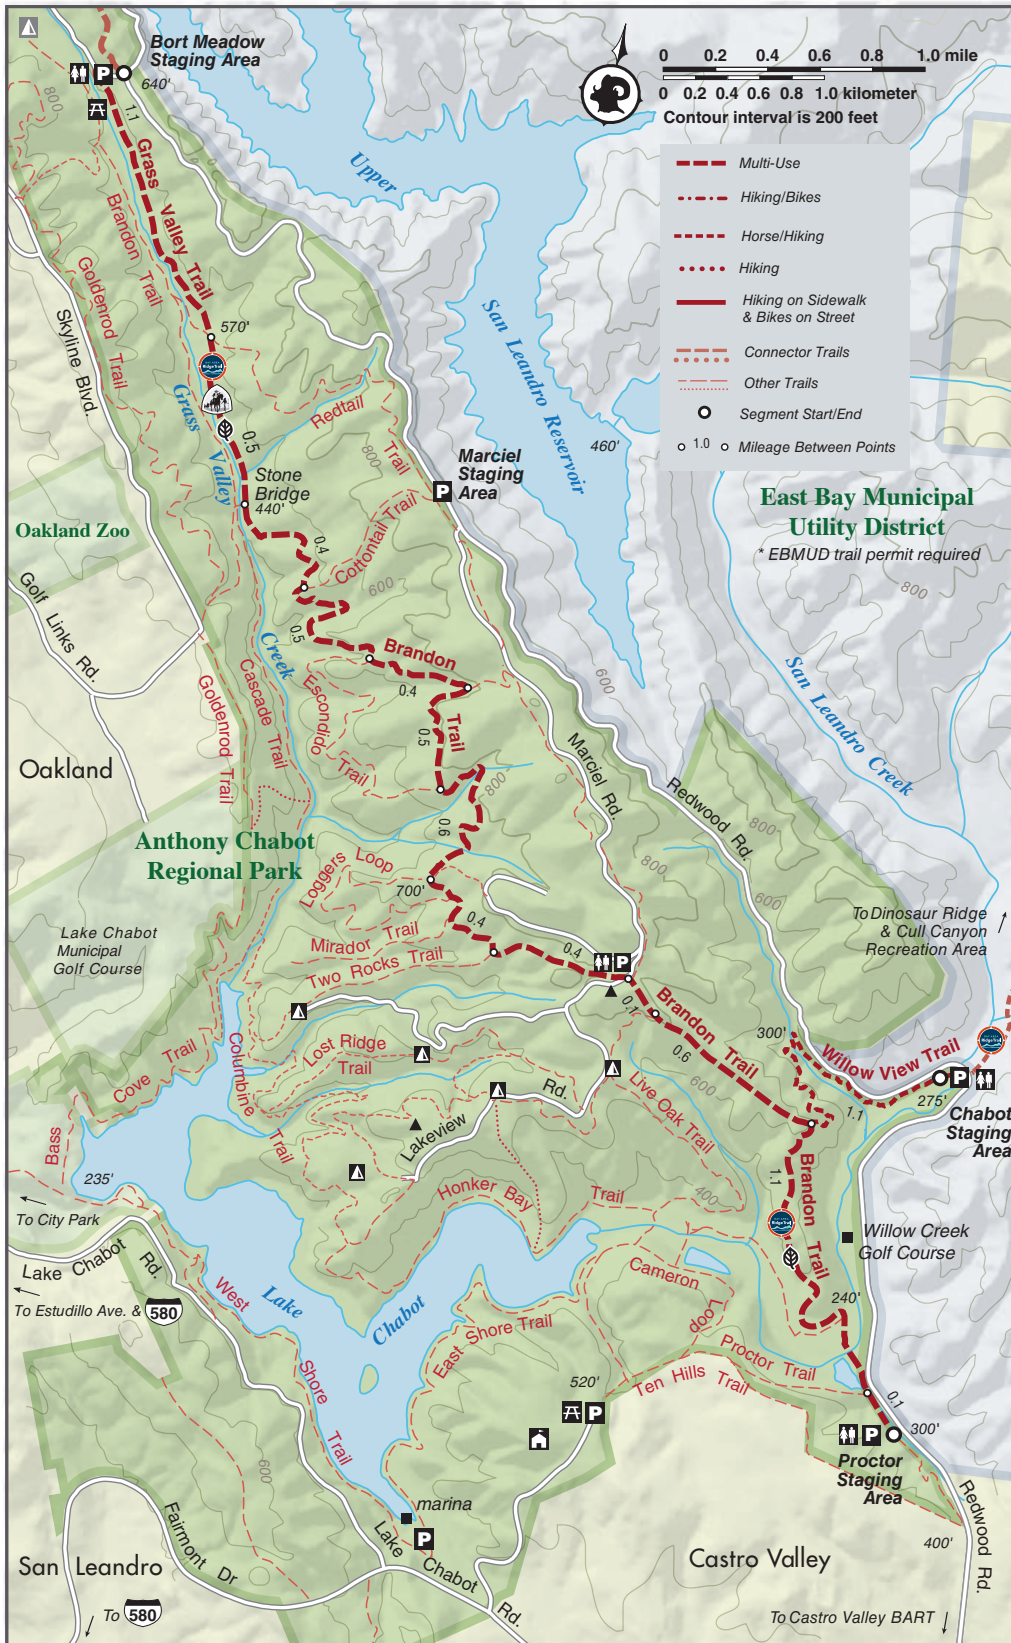 Bort Meadow
Staging Area
P
640'
1.1
800
Grass
Valley Trail
Brandon Trail
Goldenrod Trail
Skyline Blvd.
Upper
San Leandro Reservoir
460'
0 0.2 0.4 0.6 0.8 1.0 mile
0 0.2 0.4 0.6 0.8 1.0 kilometer
Contour interval is 200 feet
Multi-Use
Hiking/Bikes
Horse/Hiking
Hiking
Hiking on Sidewalk
& Bikes on Street
Connector Trails
Other Trails
Segment Start/End
1.0 Mileage Between Points
570'
Ridge Trail
Grass
Valley
Creek
0.5
Redtail
Trail
800
Stone
Bridge
440'
Marciel
Staging
Area
P
East Bay Municipal
Utility District
* EBMUD trail permit required
800
Oakland Zoo
Golf Links Rd.
0.4
Cottontail Trail
600
0.5
Brandon
0.4
Trail
0.5
Escondido
Trail
Cascade Trail
Goldenrod Trail
600
San Leandro Creek
Oakland
Marciel Rd.
Redwood Rd.
800
800
800
600
0.6
Anthony Chabot
Regional Park
Loggers Loop
700'
0.4
Mirador Trail
Two Rocks Trail
0.4
P
Lake Chabot
Municipal
Golf Course
To Dinosaur Ridge
& Cull Canyon
Recreation Area
0.1
Brandon Trail
0.6
300'
Willow View Trail
Ridge Trail
P
275'
1.1
Chabot
Staging
Area
Columbine
Trail
Lost Ridge
Trail
Cove Trail
Bass
Lakeview
Rd.
Live Oak Trail
600
400
Honker Bay
Trail
235'
To City Park
Lake Chabot
Rd.
To Estudillo Ave. &
580
1.1
Brandon
Trail
Ridge Trail
Willow Creek
Golf Course
240'
Cameron
Loop
West
Shore
Trail
Lake
Chabot
East Shore Trail
Proctor Trail
Ten Hills Trail
520'
P
0.1
300'
P
Proctor
Staging
Area
600
marina
P
Lake Chabot
Rd.
Fairmont Dr
San Leandro
To
580
Castro Valley
400'
Redwood Rd.
To Castro Valley BART